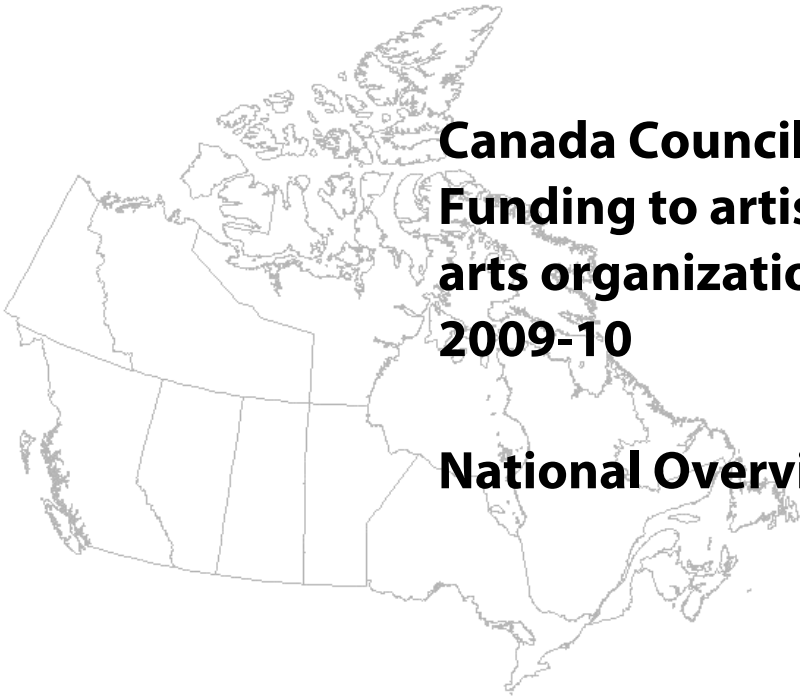 Canada Council
Funding to artis
arts organizatio
2009-10
National Overvi